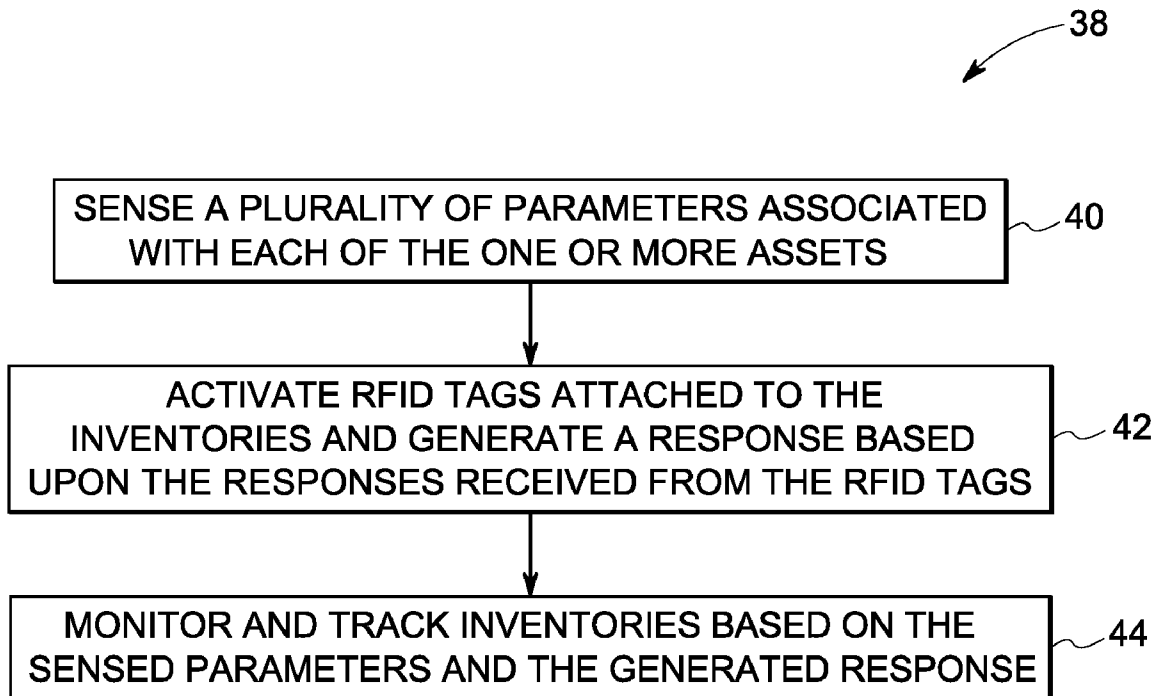 38
SENSE A PLURALITY OF PARAMETERS ASSOCIATED
WITH EACH OF THE ONE OR MORE ASSETS
40
ACTIVATE RFID TAGS ATTACHED TO THE
INVENTORIES AND GENERATE A RESPONSE BASED
UPON THE RESPONSES RECEIVED FROM THE RFID TAGS
42
MONITOR AND TRACK INVENTORIES BASED ON THE
SENSED PARAMETERS AND THE GENERATED RESPONSE
44